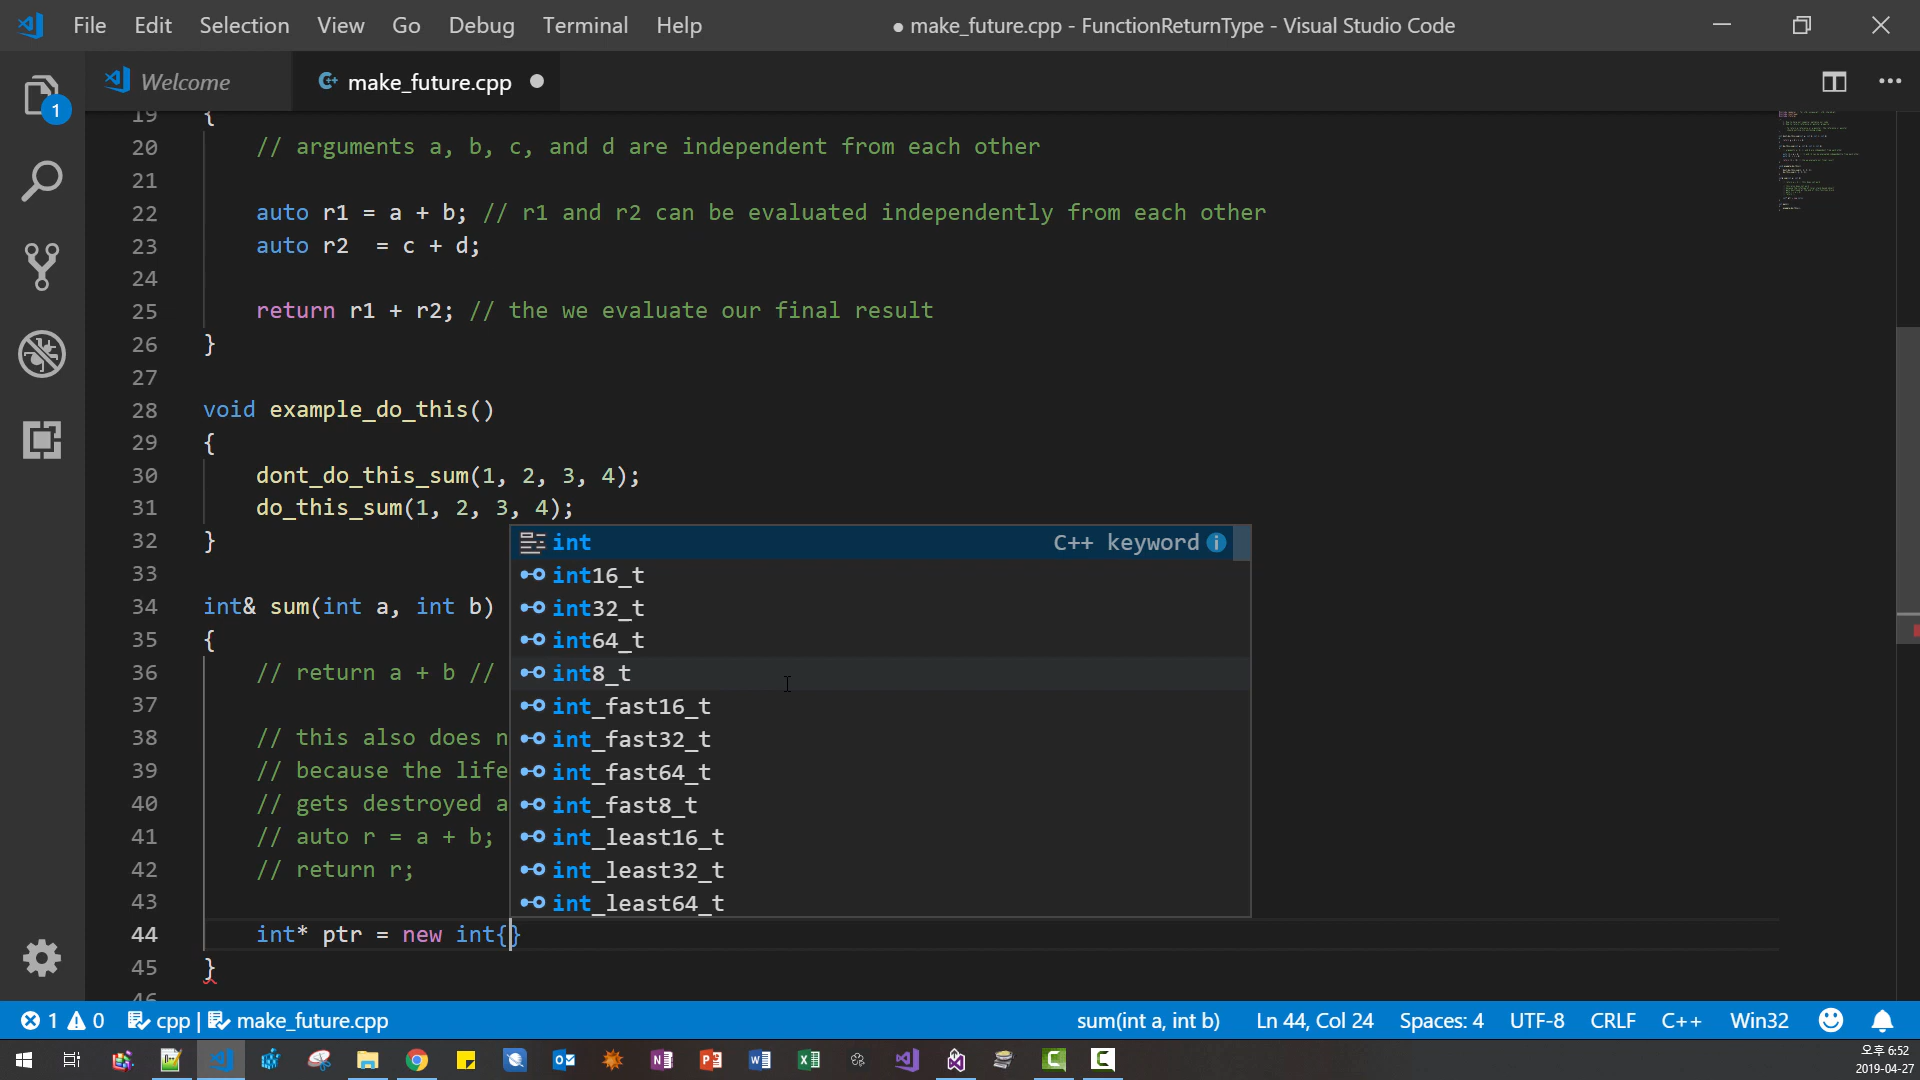 File Edit Selection View Go Debug Terminal Help ● make_future.cpp - FunctionReturnType - Visual Studio Code
Welcome make_future.cpp
1
19 {
20 // arguments a, b, c, and d are independent from each other
21
22 auto r1 = a + b; // r1 and r2 can be evaluated independently from each other
23 auto r2  = c + d;
24
25 return r1 + r2; // the we evaluate our final result
26 }
27
28 void example_do_this()
29 {
30 dont_do_this_sum(1, 2, 3, 4);
31 do_this_sum(1, 2, 3, 4);
32 }
33
34 int& sum(int a, int b)
35 {
36 // return a + b //
37
38 // this also does n
39 // because the life
40 // gets destroyed a
41 // auto r = a + b;
42 // return r;
43
44 int* ptr = new int{}
45 }
46
int C++ keyword
int16_t
int32_t
int64_t
int8_t
int_fast16_t
int_fast32_t
int_fast64_t
int_fast8_t
int_least16_t
int_least32_t
int_least64_t
1 0 cpp | make_future.cpp sum(int a, int b) Ln 44, Col 24 Spaces: 4 UTF-8 CRLF C++ Win32
오후 6:52
2019-04-27